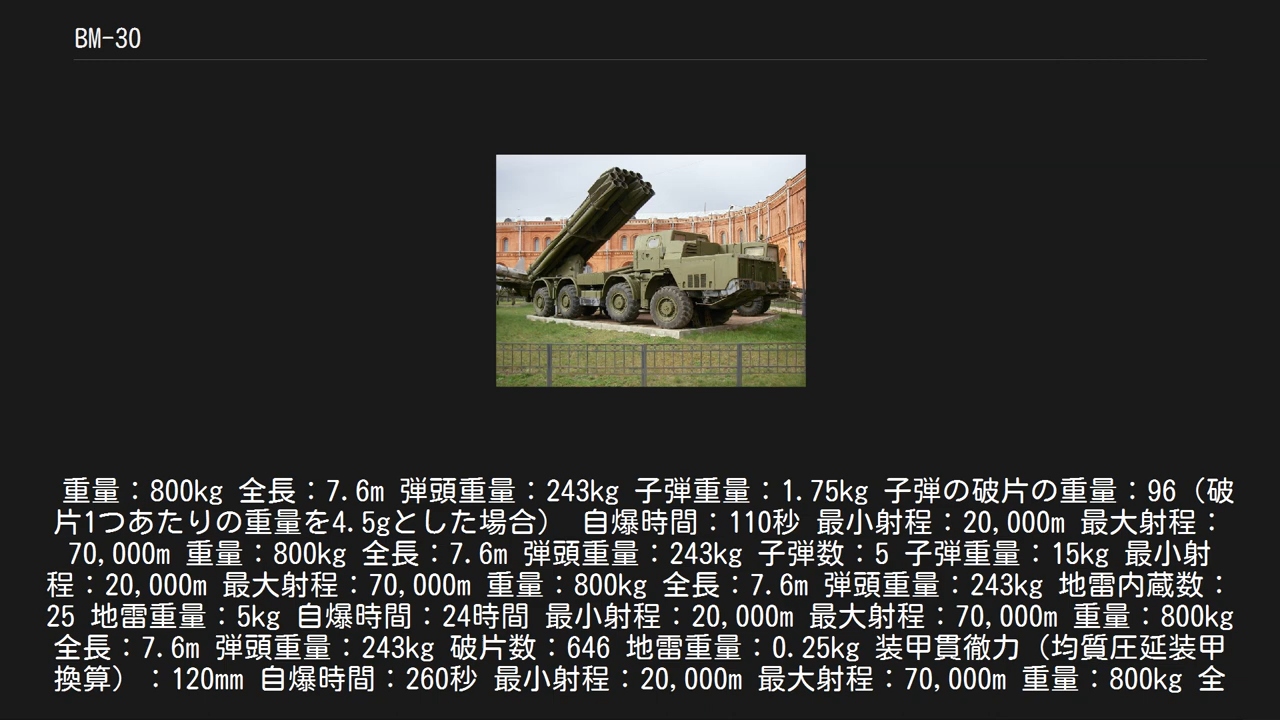 BM-30
重量：800kg 全長：7.6m 弾頭重量：243kg 子弾重量：1.75kg 子弾の破片の重量：96（破
片1つあたりの重量を4.5gとした場合） 自爆時間：110秒 最小射程：20,000m 最大射程：
70,000m 重量：800kg 全長：7.6m 弾頭重量：243kg 子弾数：5 子弾重量：15kg 最小射
程：20,000m 最大射程：70,000m 重量：800kg 全長：7.6m 弾頭重量：243kg 地雷内蔵数：
25 地雷重量：5kg 自爆時間：24時間 最小射程：20,000m 最大射程：70,000m 重量：800kg
全長：7.6m 弾頭重量：243kg 破片数：646 地雷重量：0.25kg 装甲貫徹力（均質圧延装甲
換算）：120mm 自爆時間：260秒 最小射程：20,000m 最大射程：70,000m 重量：800kg 全